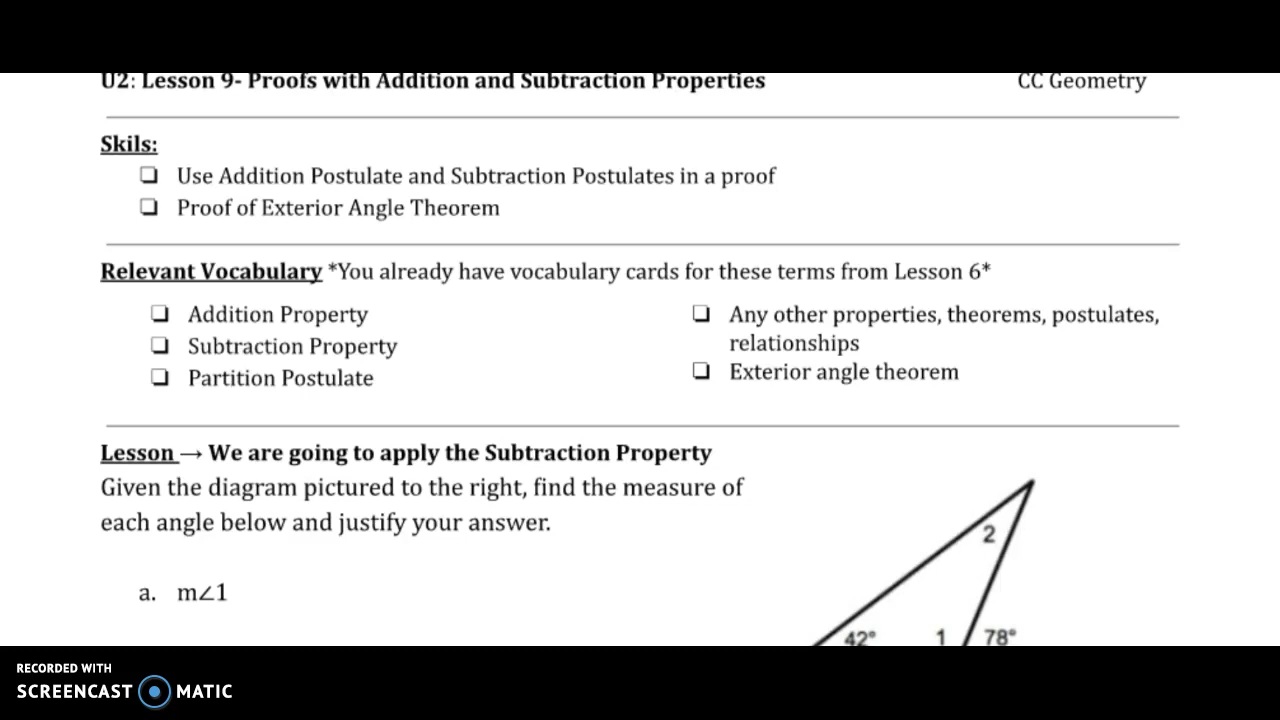 U2: Lesson 9- Proofs with Addition and Subtraction Properties CC Geometry
Skils:
❏ Use Addition Postulate and Subtraction Postulates in a proof
❏ Proof of Exterior Angle Theorem
Relevant Vocabulary *You already have vocabulary cards for these terms from Lesson 6*
❏ Addition Property
❏ Subtraction Property
❏ Partition Postulate
❏ Any other properties, theorems, postulates,
relationships
❏ Exterior angle theorem
Lesson → We are going to apply the Subtraction Property
Given the diagram pictured to the right, find the measure of
each angle below and justify your answer.
a. m∠1
2
42° 1 78°
RECORDED WITH
SCREENCAST MATIC